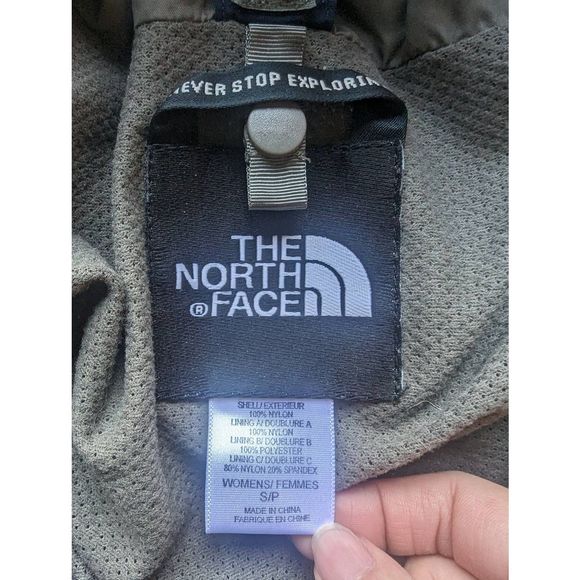 NEVER STOP EXPLORIN
THE
NORTH
® FACE
SHELL/ EXTERIEUR
100% NYLON
LINING A/ DOUBLURE A
100% NYLON
LINING B/ DOUBLURE B
100% POLYESTER
LINING C/ DOUBLURE C
80% NYLON 20% SPANDEX
WOMENS/ FEMMES
S/P
MADE IN CHINA
FABRIQUE EN CHINE